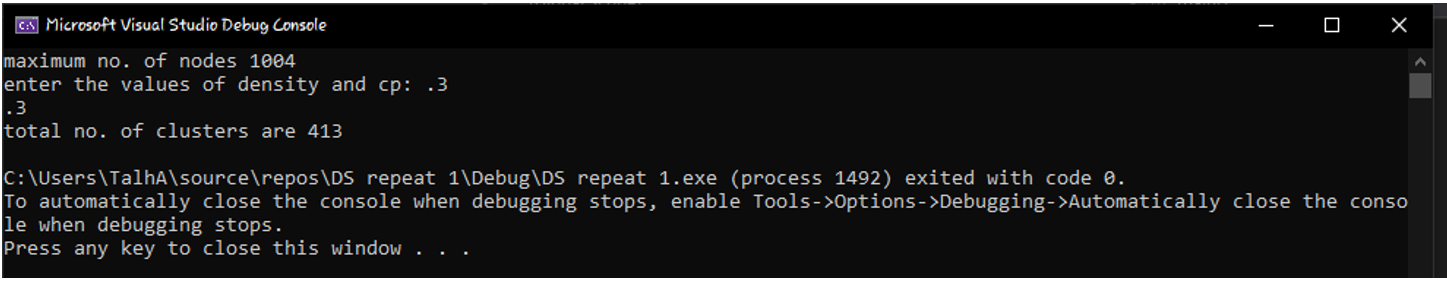 Microsoft Visual Studio Debug Console
maximum no. of nodes 1004
enter the values of density and cp: .3
.3
total no. of clusters are 413
C:\Users\TalhA\source\repos\DS repeat 1\Debug\DS repeat 1.exe (process 1492) exited with code 0.
To automatically close the console when debugging stops, enable Tools->Options->Debugging->Automatically close the conso
le when debugging stops.
Press any key to close this window . . .